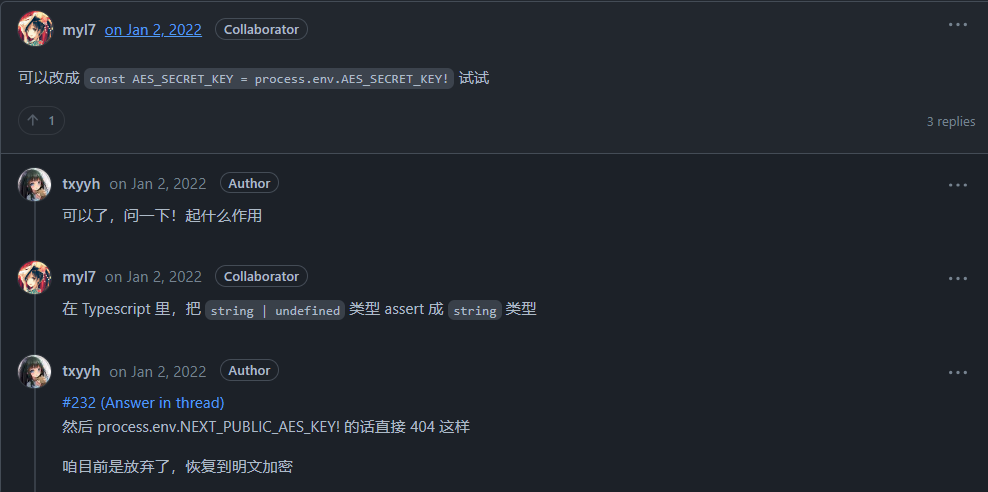 myl7 on Jan 2, 2022 Collaborator
可以改成 const AES_SECRET_KEY = process.env.AES_SECRET_KEY! 试试
↑ 1
3 replies
txyyh on Jan 2, 2022 Author
可以了，问一下！起什么作用
myl7 on Jan 2, 2022 Collaborator
在 Typescript 里，把 string | undefined 类型 assert 成 string 类型
txyyh on Jan 2, 2022 Author
#232 (Answer in thread)
然后 process.env.NEXT_PUBLIC_AES_KEY! 的话直接 404 这样
咱目前是放弃了，恢复到明文加密